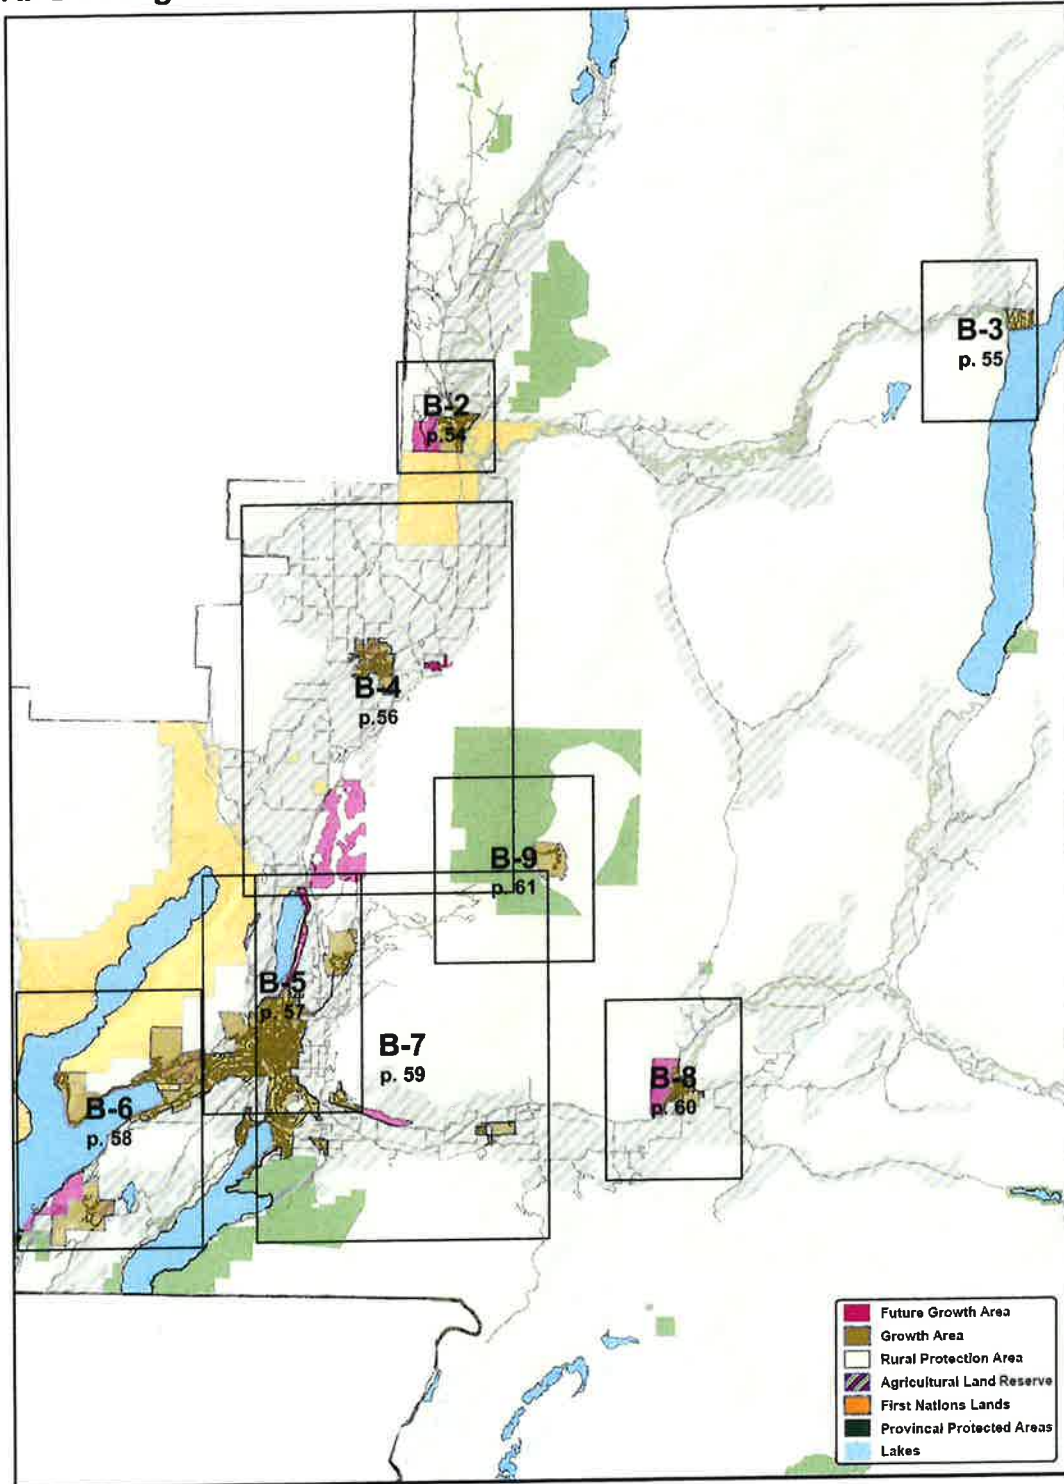 B-3
p. 55
B-2
p.54
B-4
p.56
B-9
p. 61
B-5
p. 57
B-7
p. 59
B-8
p. 60
B-6
p. 58
Future Growth Area
Growth Area
Rural Protection Area
Agricultural Land Reserve
First Nations Lands
Provincal Protected Areas
Lakes